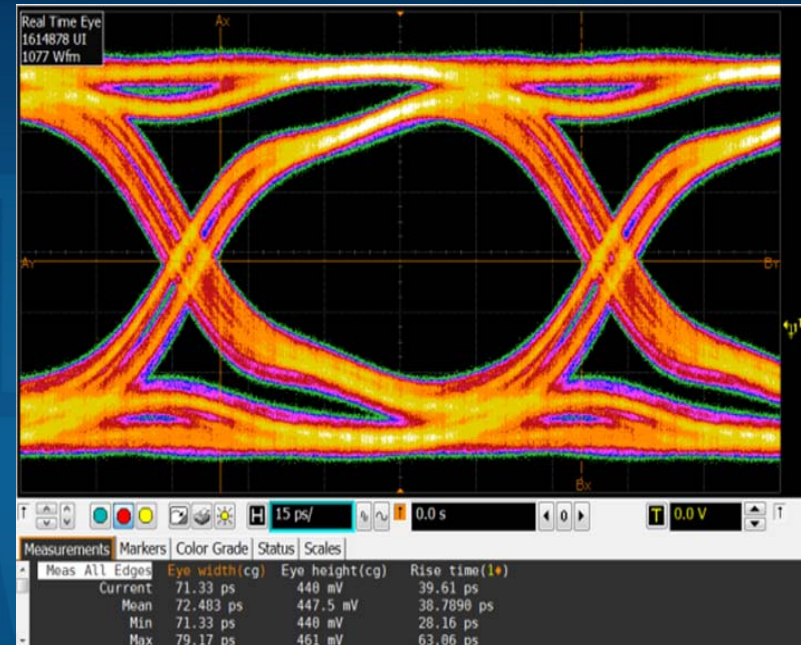 Real Time Eye
1614878 UI
1077 Wfm
Ax
AY
BY
Bx
H 15 ps/ 0.0 s 0 T 0.0 V
Measurements Markers Color Grade Status Scales
Meas All Edges Eye width(cg) Eye height(cg) Rise time(1♦)
Current 71.33 ps 440 mV 39.61 ps
Mean 72.483 ps 447.5 mV 38.7890 ps
Min 71.33 ps 440 mV 28.16 ps
Max 79.17 ps 461 mV 63.06 ps